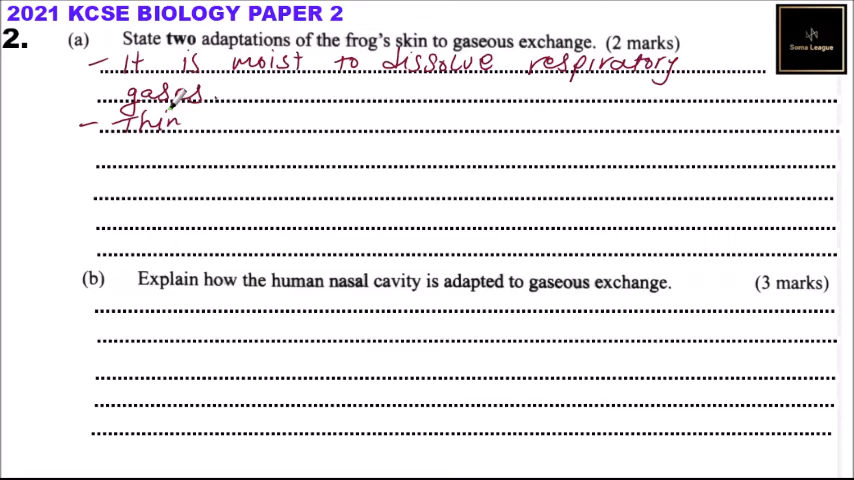 2021 KCSE BIOLOGY PAPER 2
2.
(a) State two adaptations of the frog's skin to gaseous exchange. (2 marks)
- It is moist to dissolve respiratory
gases.
- Thin
(b) Explain how the human nasal cavity is adapted to gaseous exchange. (3 marks)
Soma League